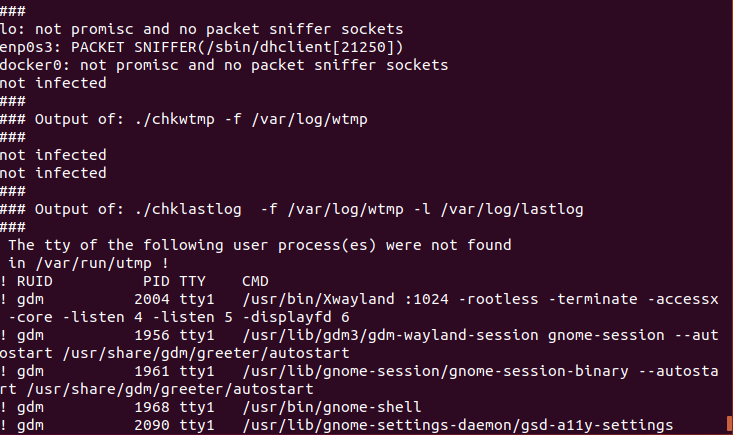 ###
lo: not promisc and no packet sniffer sockets
enp0s3: PACKET SNIFFER(/sbin/dhclient[21250])
docker0: not promisc and no packet sniffer sockets
not infected
###
### Output of: ./chkwtmp -f /var/log/wtmp
###
not infected
not infected
###
### Output of: ./chklastlog  -f /var/log/wtmp -l /var/log/lastlog
###
 The tty of the following user process(es) were not found
 in /var/run/utmp !
! RUID          PID TTY    CMD
! gdm          2004 tty1   /usr/bin/Xwayland :1024 -rootless -terminate -accessx
 -core -listen 4 -listen 5 -displayfd 6
! gdm          1956 tty1   /usr/lib/gdm3/gdm-wayland-session gnome-session --aut
ostart /usr/share/gdm/greeter/autostart
! gdm          1961 tty1   /usr/lib/gnome-session/gnome-session-binary --autosta
rt /usr/share/gdm/greeter/autostart
! gdm          1968 tty1   /usr/bin/gnome-shell
! gdm          2090 tty1   /usr/lib/gnome-settings-daemon/gsd-a11y-settings